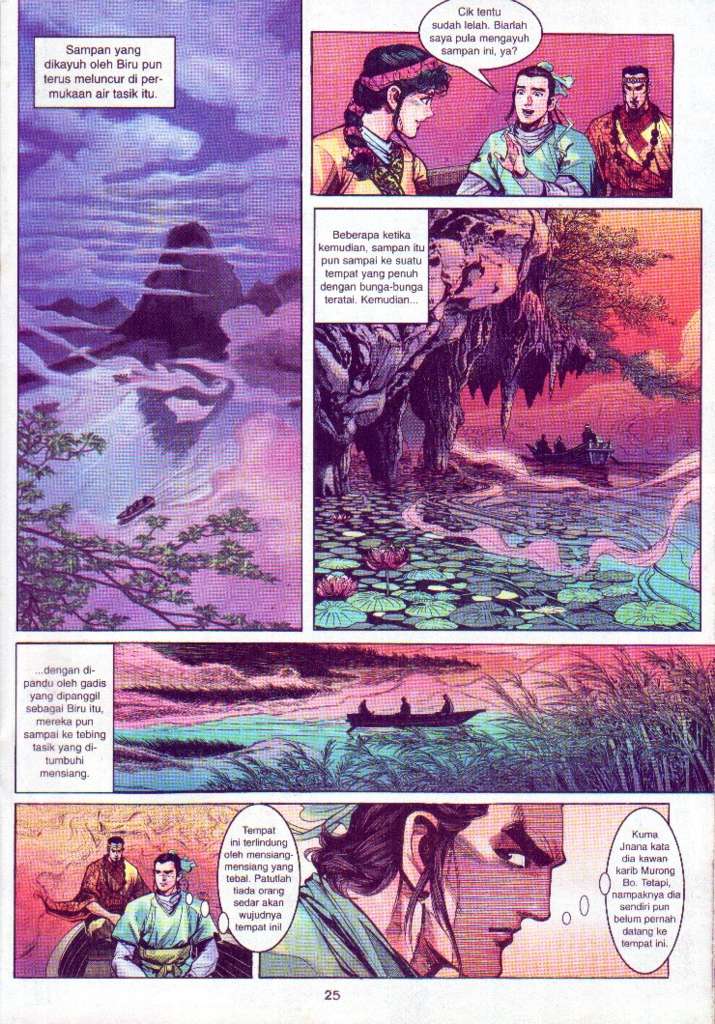 Sampan yang
dikayuh oleh Biru pun
terus meluncur di per-
mukaan air tasik itu.
Cik tentu
sudah lelah. Biarlah
saya pula mengayuh
sampan ini, ya?
Beberapa ketika
kemudian, sampan itu
pun sampai ke suatu
tempat yang penuh
dengan bunga-bunga
teratai. Kemudian...
...dengan di-
pandu oleh gadis
yang dipanggil
sebagai Biru itu,
mereka pun
sampai ke tebing
tasik yang di-
tumbuhi
mensiang.
Tempat
ini terlindung
oleh mensiang-
mensiang yang
tebal. Patutlah
tiada orang
sedar akan
wujudnya
tempat ini!
Kuma
Jnana kata
dia kawan
karib Murong
Bo. Tetapi,
nampaknya dia
sendiri pun
belum pernah
datang ke
tempat ini.
25